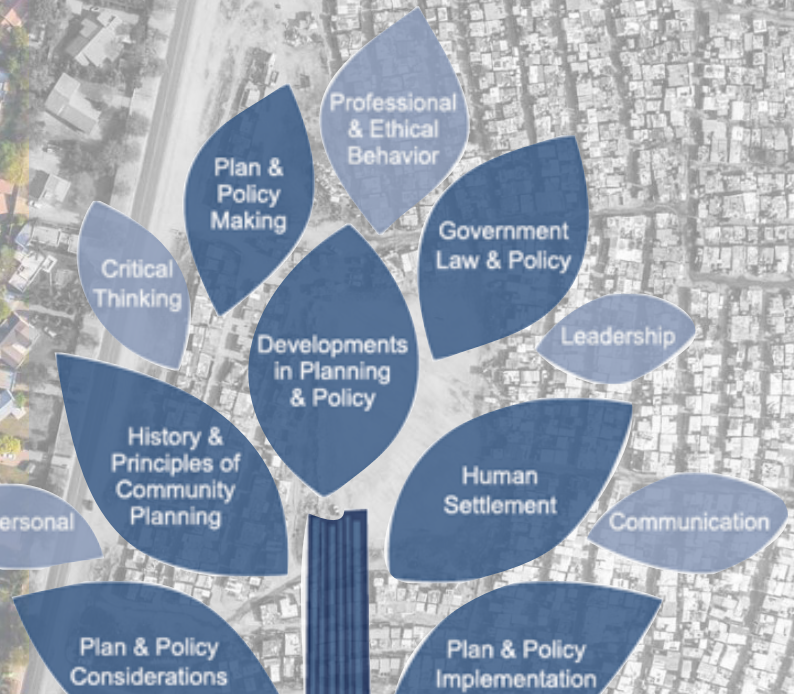 Professional
& Ethical
Behavior
Plan &
Policy
Making
Government
Law & Policy
Critical
Thinking
Leadership
Developments
in Planning
& Policy
History &
Principles of
Community
Planning
Human
Settlement
ersonal
Communication
Plan & Policy
Considerations
Plan & Policy
Implementation